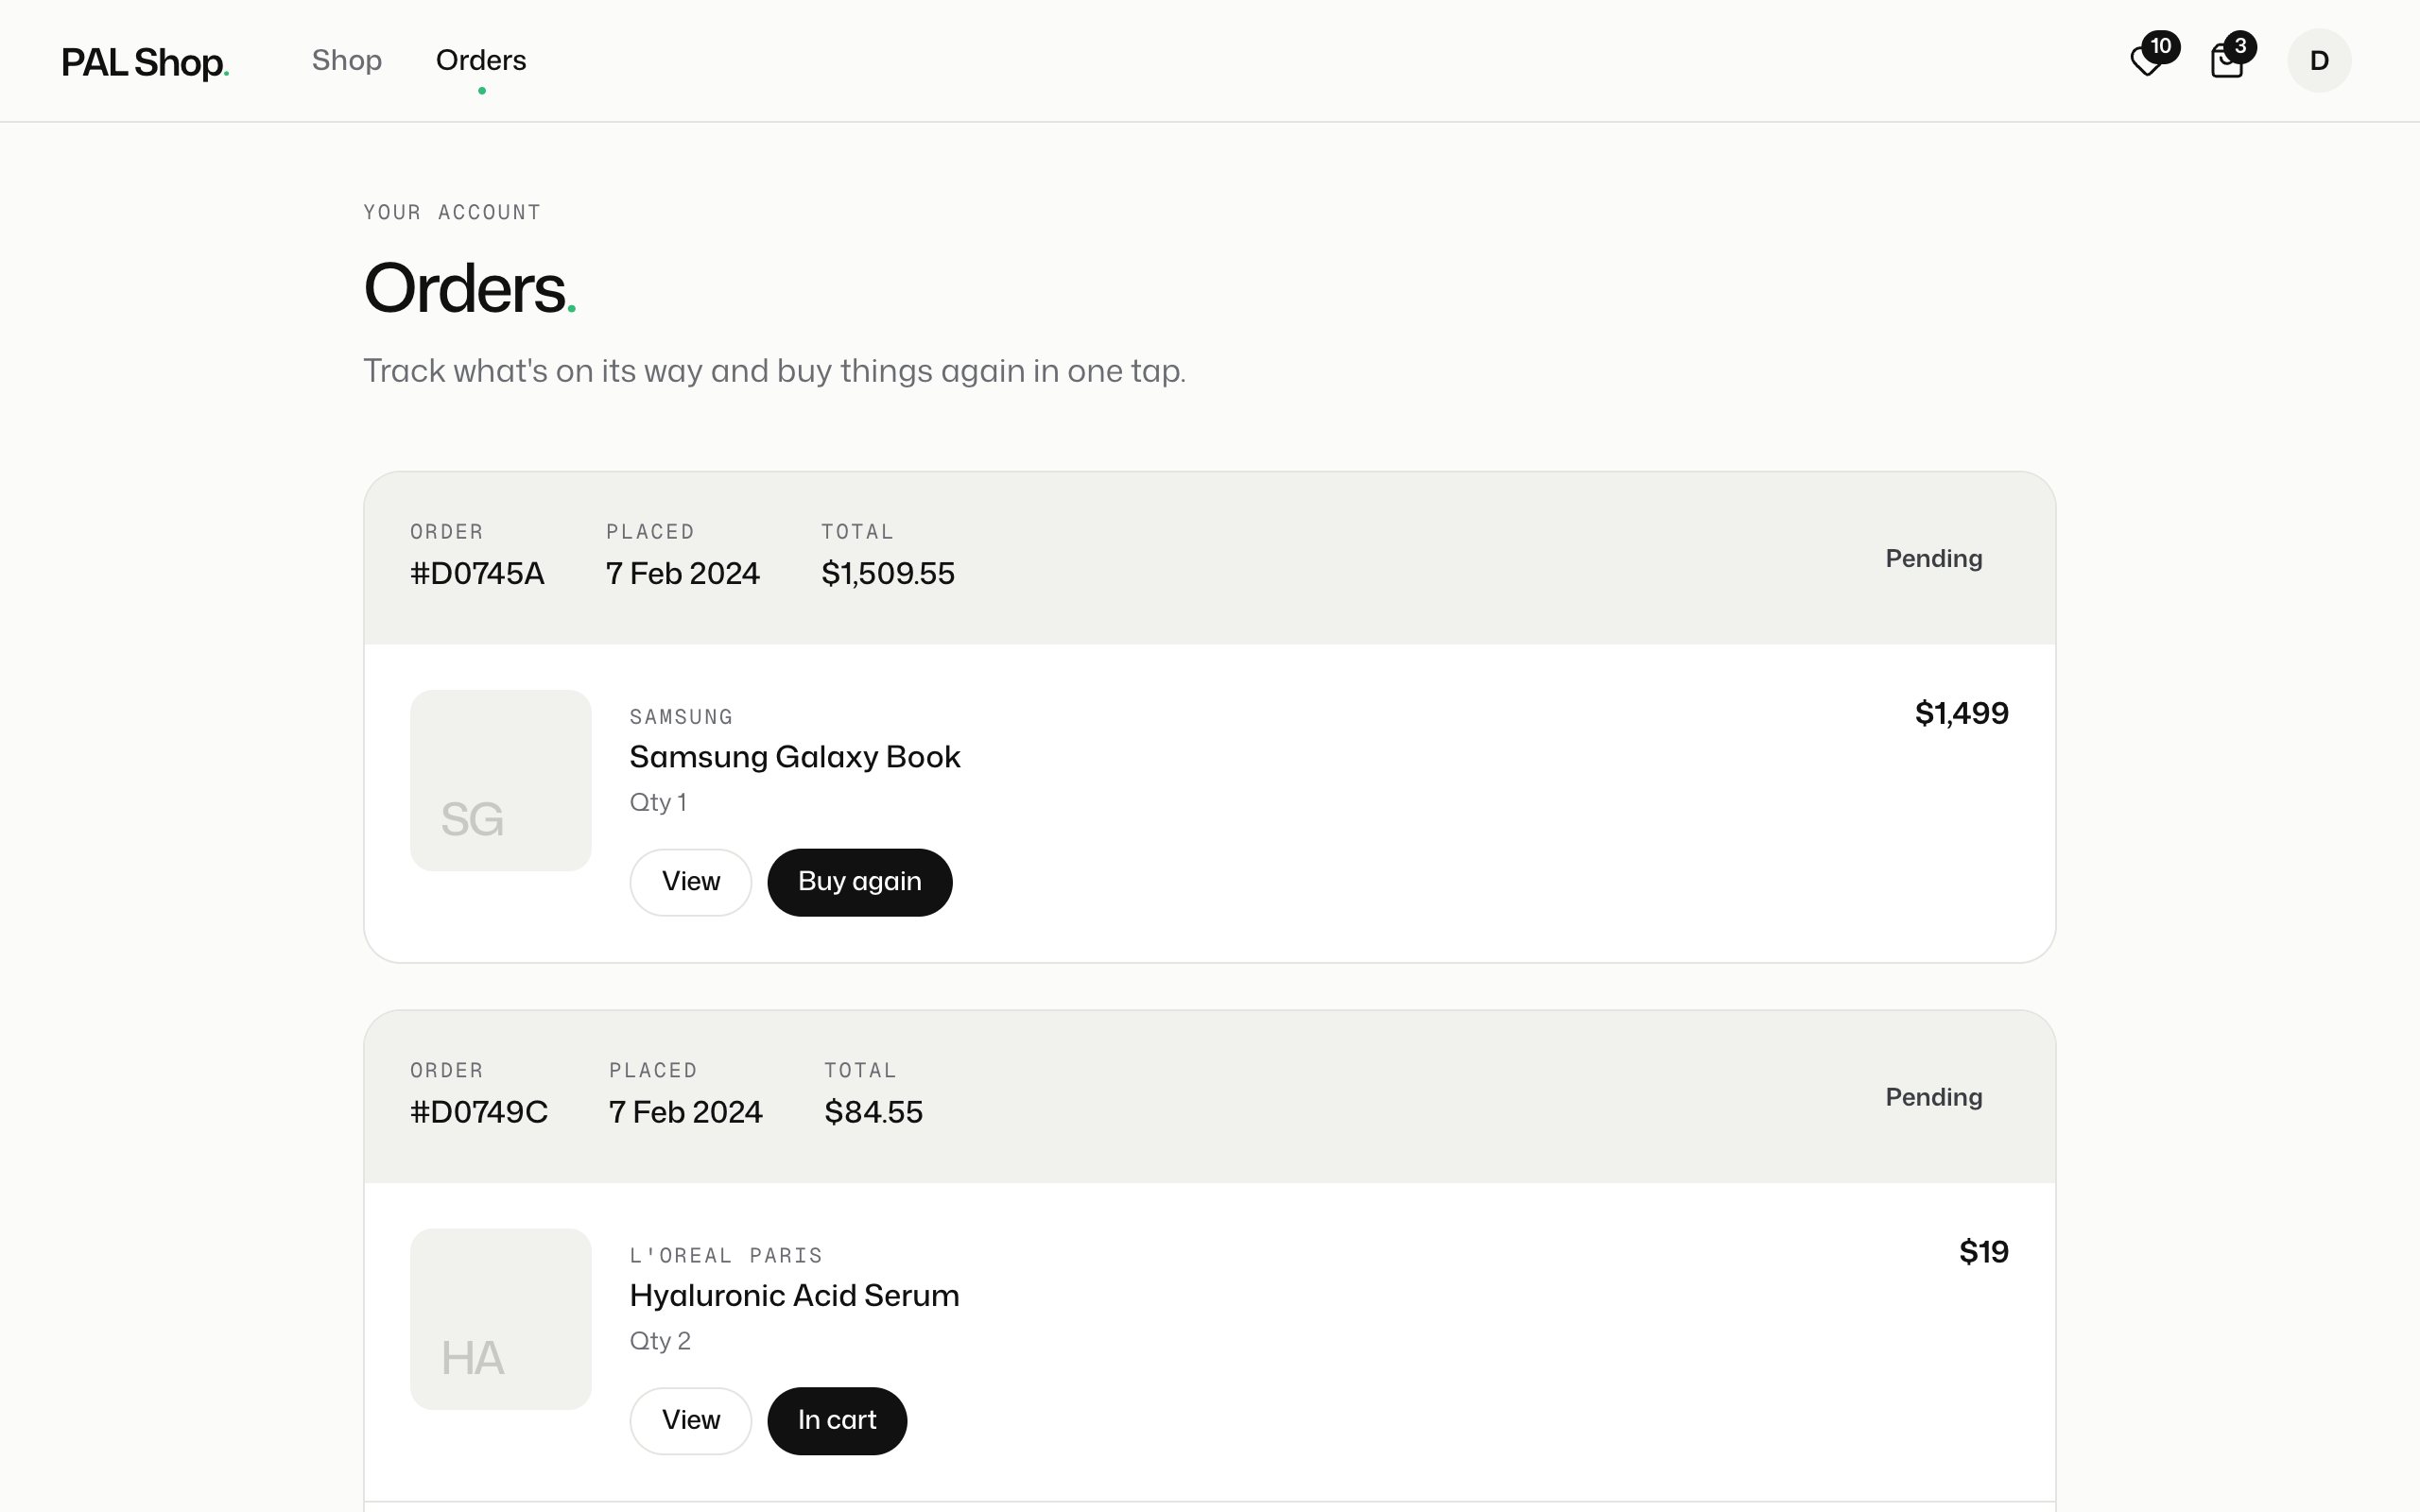 PAL Shop.
Shop
Orders
10
3
D
YOUR ACCOUNT
Orders.
Track what's on its way and buy things again in one tap.
ORDER PLACED TOTAL
#D0745A 7 Feb 2024 $1,509.55
Pending
SAMSUNG
$1,499
Samsung Galaxy Book
Qty 1
SG
View
Buy again
ORDER PLACED TOTAL
#D0749C 7 Feb 2024 $84.55
Pending
L'OREAL PARIS
$19
Hyaluronic Acid Serum
Qty 2
HA
View
In cart